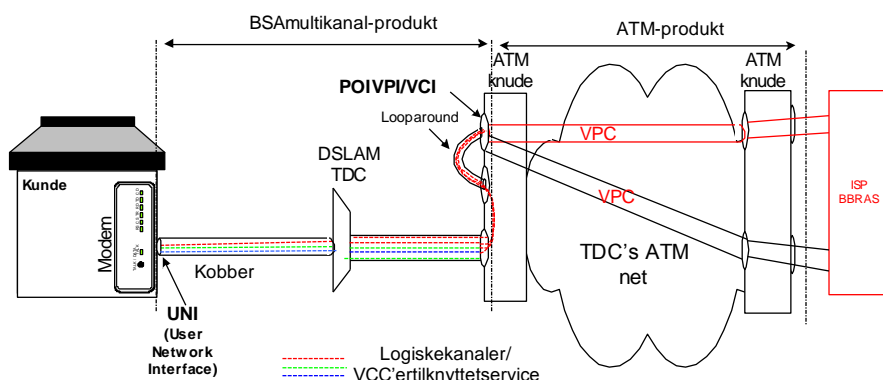 BSAmultikanal-produkt
ATM-produkt
ATM
knude
ATM
knude
POIVPI/VCI
Looparound
VPC
VPC
DSLAM
TDC
Kunde
Modem
Kobber
UNI
(User
Network
Interface)
TDC's ATM
net
ISP
BBRAS
Logiskekanaler/
VCC'ertilknyttetservice